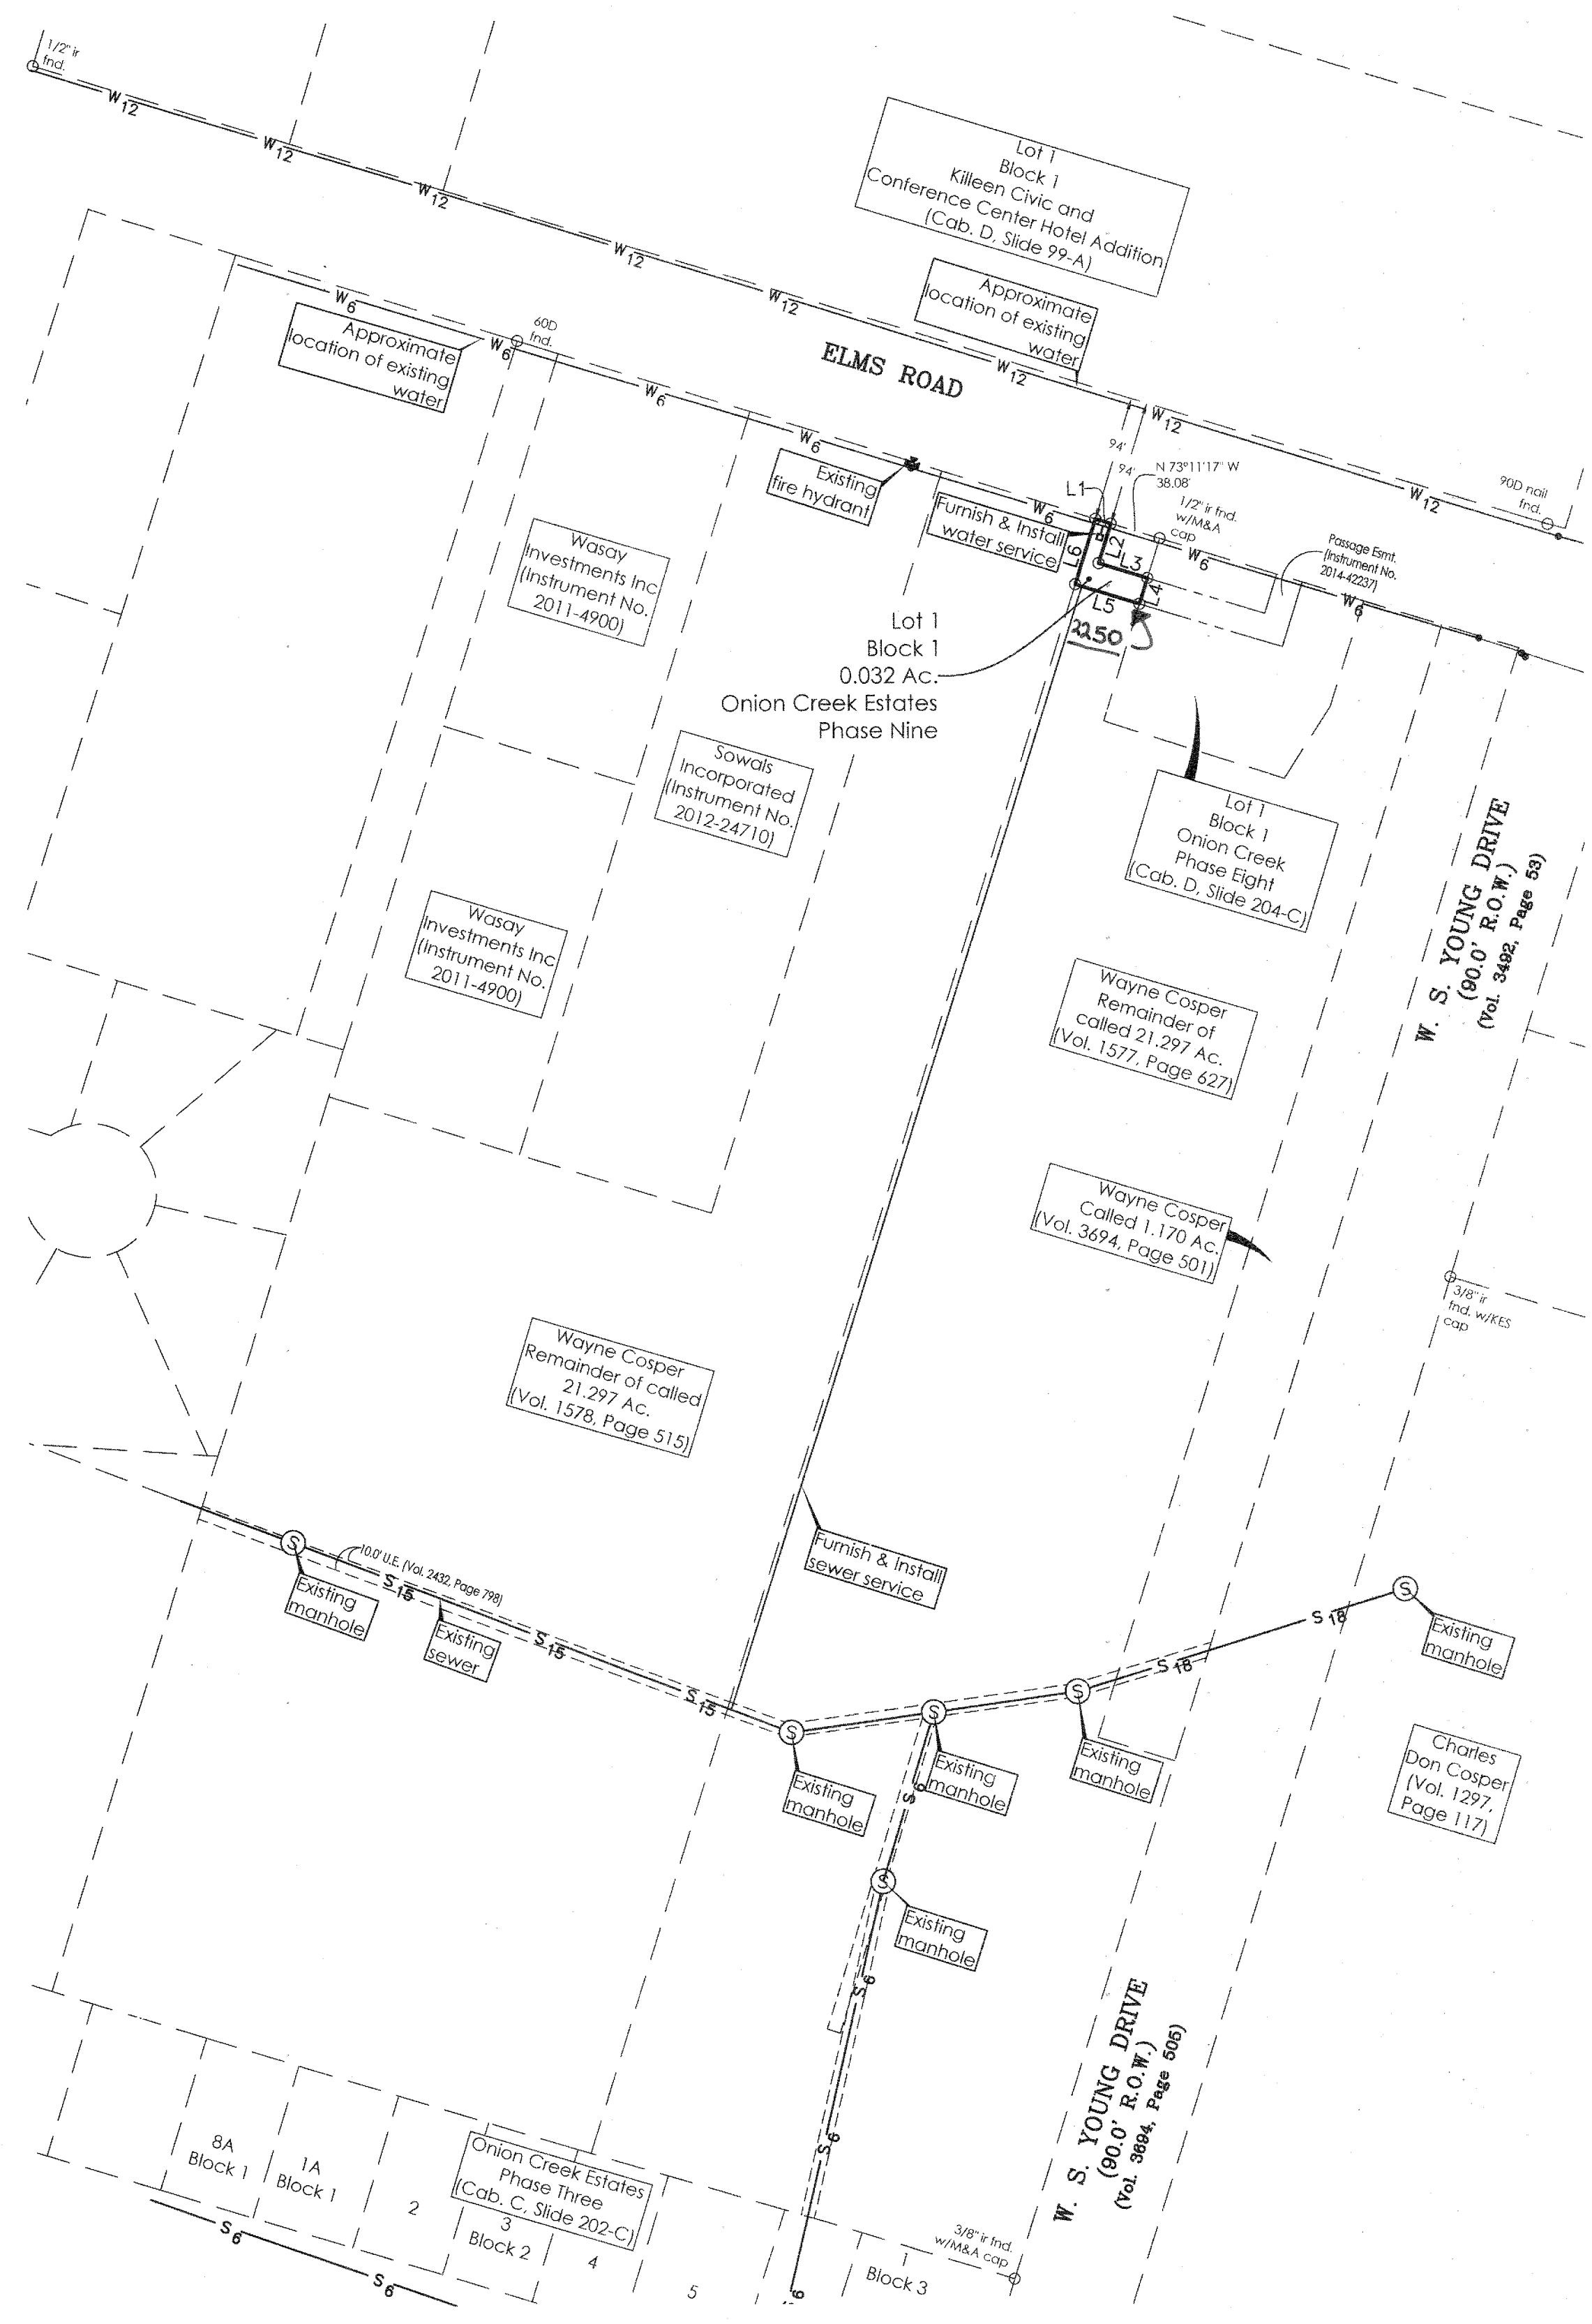 1/2" ir
fnd.
W12
W12
W12
W12
W12
W12
W12
W12
Lot 1
Block 1
Killeen Civic and
Conference Center Hotel Addition
(Cab. D, Slide 99-A)
Approximate
location of existing
water
ELMS ROAD
W6
60D
fnd.
W6
Approximate
location of existing
water
W6
W6
Existing
fire hydrant
W6
Furnish & Install
water service
94'
94'
L1
N 73°11'17" W
38.08'
1/2" ir fnd.
w/M&A
cap
90D nail
fnd.
L6
L2
L3
L4
L5
W6
Passage Esmt.
(Instrument No.
2014-42237)
W6
2250
Wasay
Investments Inc
(Instrument No.
2011-4900)
Lot 1
Block 1
0.032 Ac.
Onion Creek Estates
Phase Nine
Sowals
Incorporated
(Instrument No.
2012-24710)
Lot 1
Block 1
Onion Creek
Phase Eight
(Cab. D, Slide 204-C)
W. S. YOUNG DRIVE
(90.0' R.O.W.)
(Vol. 3492, Page 53)
Wasay
Investments Inc
(Instrument No.
2011-4900)
Wayne Cosper
Remainder of
called 21.297 Ac.
(Vol. 1577, Page 627)
Wayne Cosper
Called 1.170 Ac.
(Vol. 3694, Page 501)
3/8" ir
fnd. w/KES
cap
Wayne Cosper
Remainder of called
21.297 Ac.
(Vol. 1578, Page 515)
Furnish & Install
sewer service
S
10.0' U.E. (Vol. 2432, Page 798)
S15
Existing
manhole
Existing
sewer
S15
S15
S
S
S
S18
S18
S
Existing
manhole
Existing
manhole
Existing
manhole
Existing
manhole
Charles
Don Cosper
(Vol. 1297,
Page 117)
S6
S
Existing
manhole
S6
W. S. YOUNG DRIVE
(90.0' R.O.W.)
(Vol. 3694, Page 505)
S6
8A
Block 1
1A
Block 1
2
Onion Creek Estates
Phase Three
(Cab. C, Slide 202-C)
3
Block 2
4
5
1
Block 3
3/8" ir fnd.
w/M&A cap
S6
S6
S6